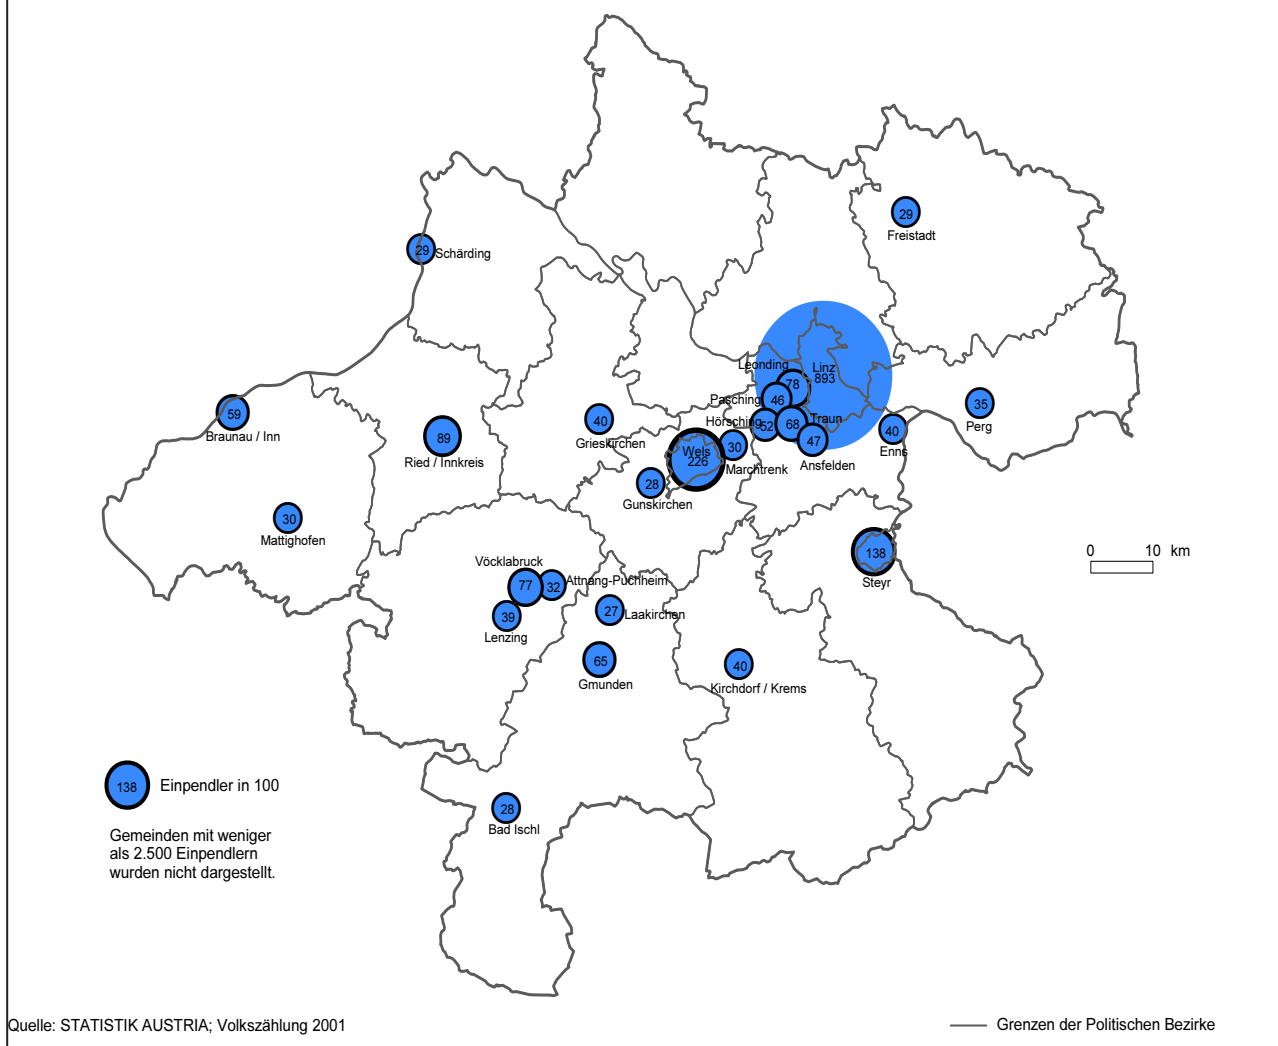 29
Freistadt
29
Schärding
Linz
893
Leonding
78
Pasching
46
Hörsching
52
68
Traun
47
Ansfelden
40
Enns
35
Perg
59
Braunau / Inn
89
Ried / Innkreis
40
Grieskirchen
Wels
226
30
Marchtrenk
28
Gunskirchen
30
Mattighofen
138
Steyr
0 10 km
Vöcklabruck
77
32
Attnang-Puchheim
39
Lenzing
27
Laakirchen
65
Gmunden
40
Kirchdorf / Krems
28
Bad Ischl
138
Einpendler in 100
Gemeinden mit weniger
als 2.500 Einpendlern
wurden nicht dargestellt.
Quelle: STATISTIK AUSTRIA; Volkszählung 2001
Grenzen der Politischen Bezirke